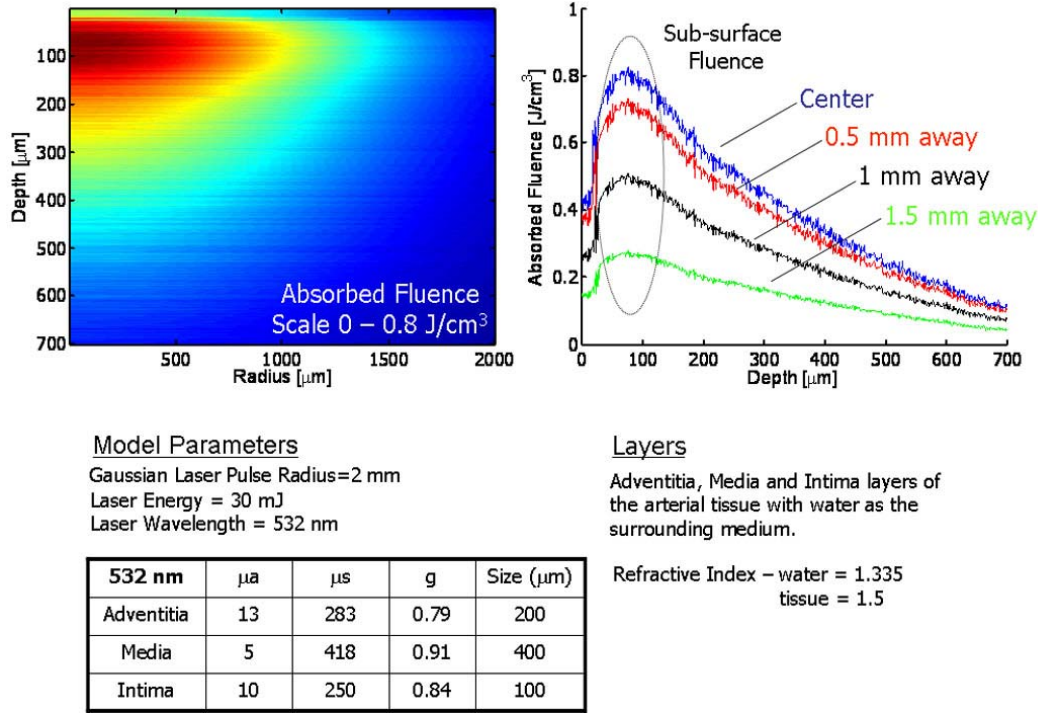 100
200
300
400
500
600
700
Depth [μm]
500
1000
1500
2000
Radius [μm]
Absorbed Fluence
Scale 0 – 0.8 J/cm³
1
0.8
0.6
0.4
0.2
0
Absorbed Fluence [J/cm³]
0
100
200
300
400
500
600
700
Depth [μm]
Sub-surface
Fluence
Center
0.5 mm away
1 mm away
1.5 mm away
Model Parameters
Gaussian Laser Pulse Radius=2 mm
Laser Energy = 30 mJ
Laser Wavelength = 532 nm
532 nm μa μs g Size (μm)
Adventitia 13 283 0.79 200
Media 5 418 0.91 400
Intima 10 250 0.84 100
Layers
Adventitia, Media and Intima layers of
the arterial tissue with water as the
surrounding medium.
Refractive Index – water = 1.335
tissue = 1.5